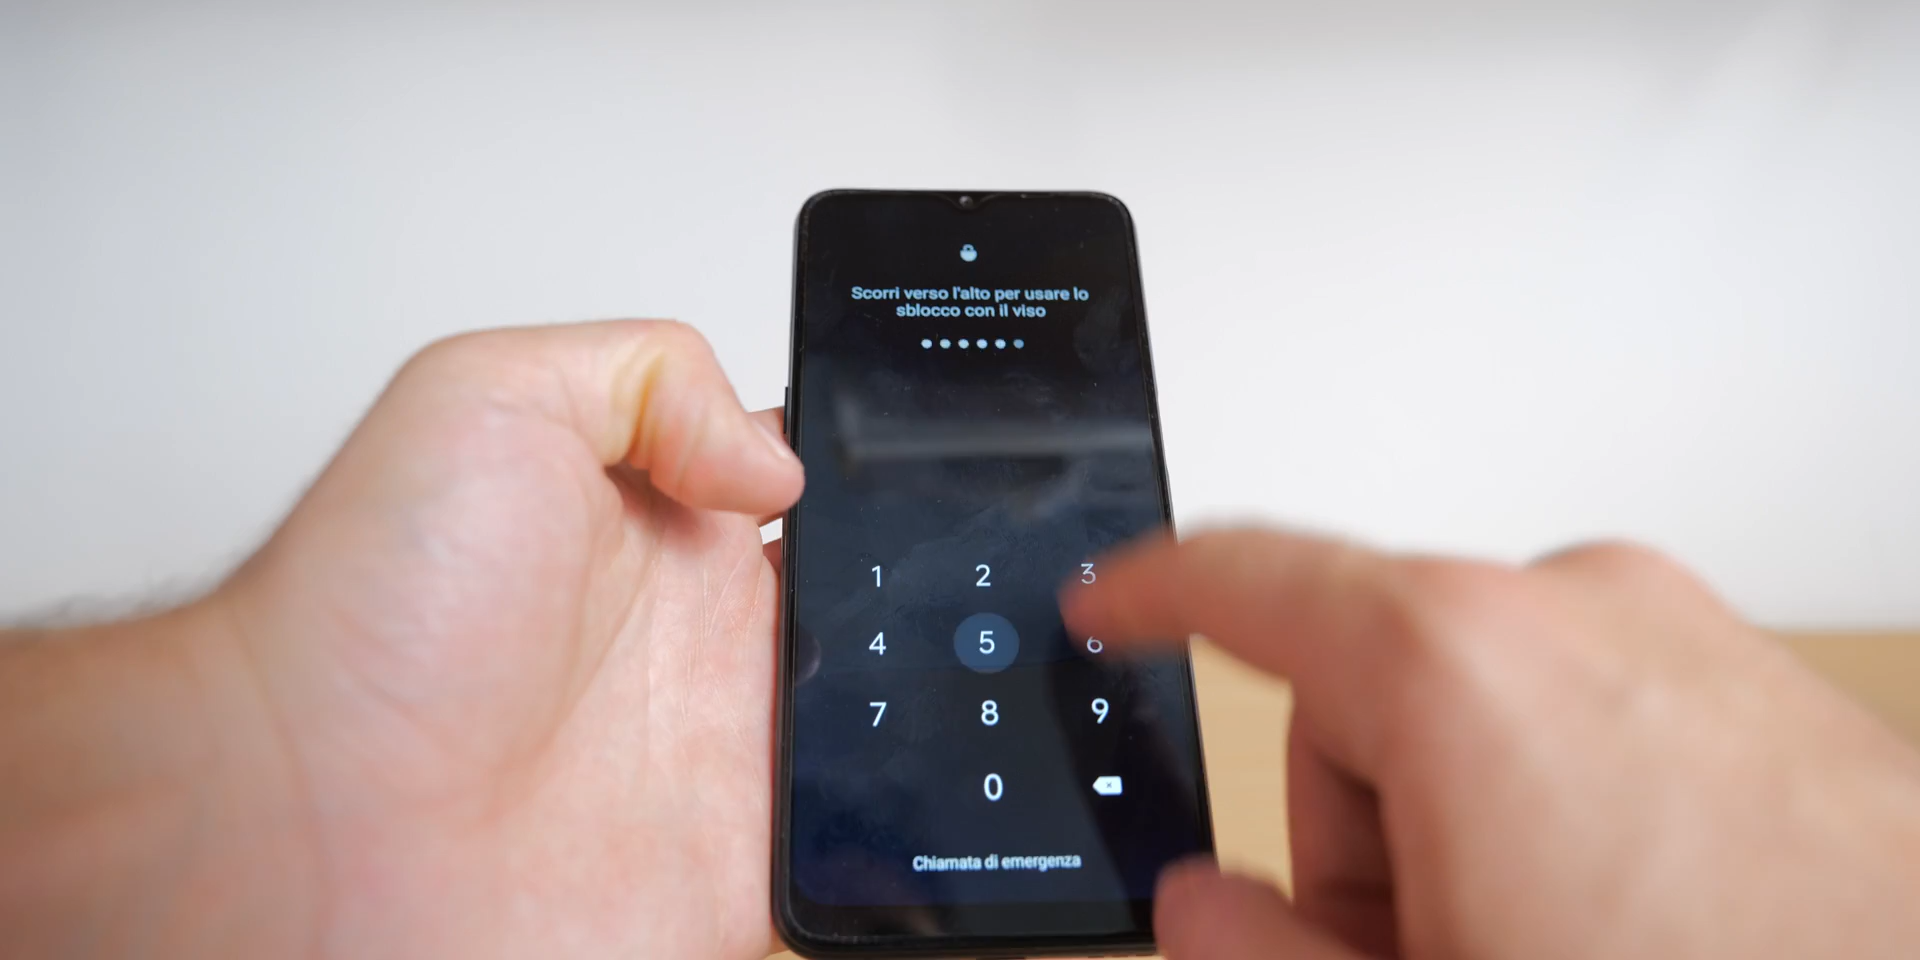 Scorri verso l'alto per usare lo
sblocco con il viso
1 2 3
4 5 6
7 8 9
0
Chiamata di emergenza